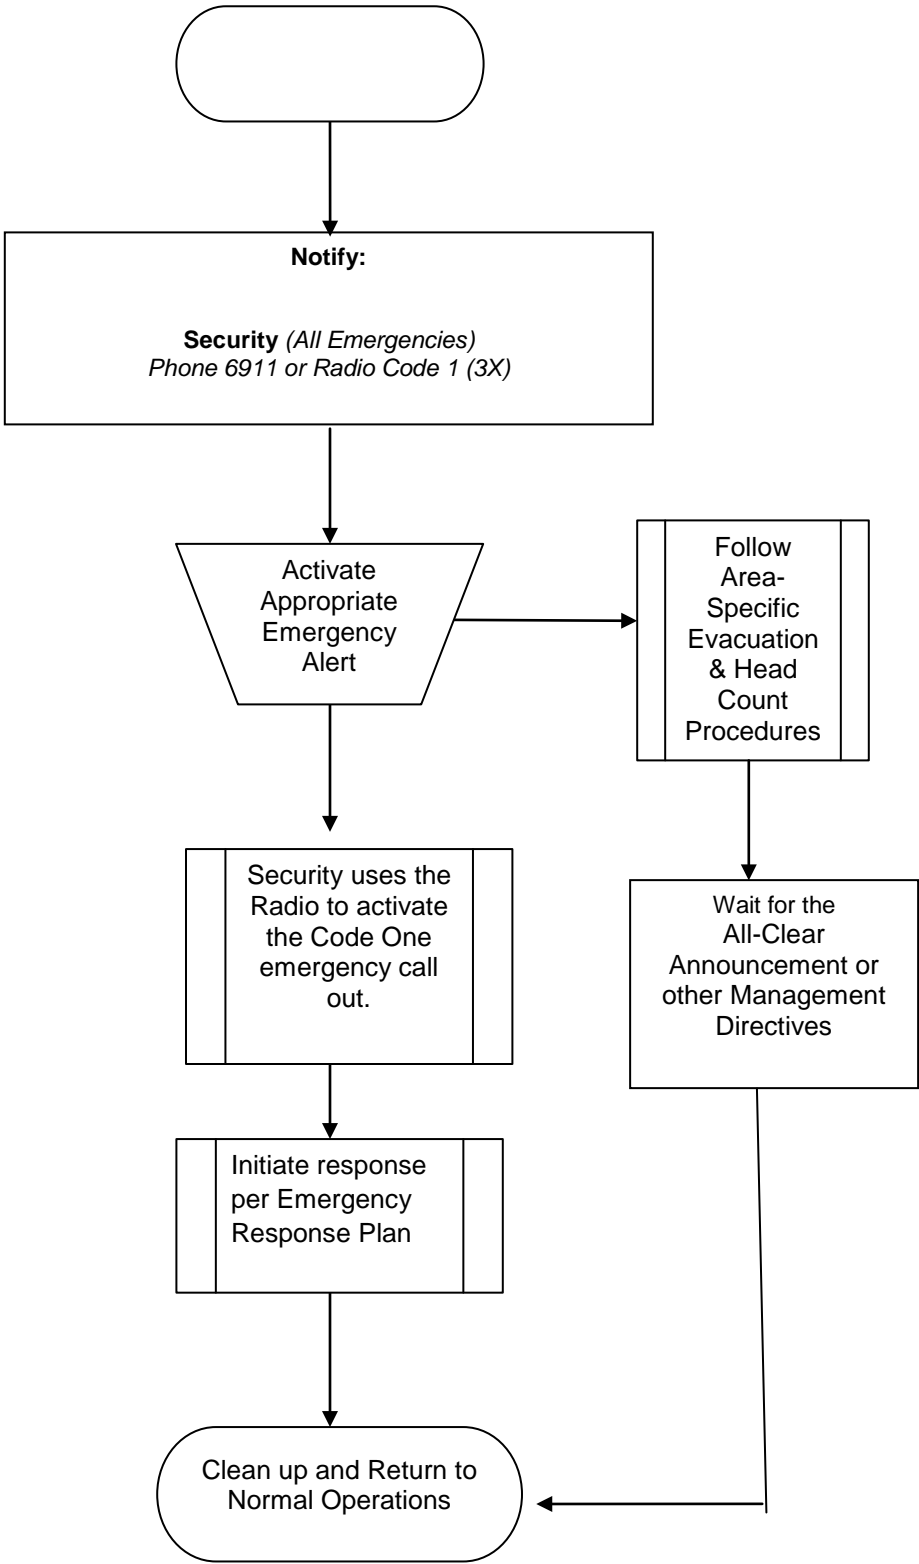 Notify:
Security (All Emergencies)
Phone 6911 or Radio Code 1 (3X)
Activate
Appropriate
Emergency
Alert
Follow
Area-
Specific
Evacuation
& Head
Count
Procedures
Security uses the
Radio to activate
the Code One
emergency call
out.
Wait for the
All-Clear
Announcement or
other Management
Directives
Initiate response
per Emergency
Response Plan
Clean up and Return to
Normal Operations